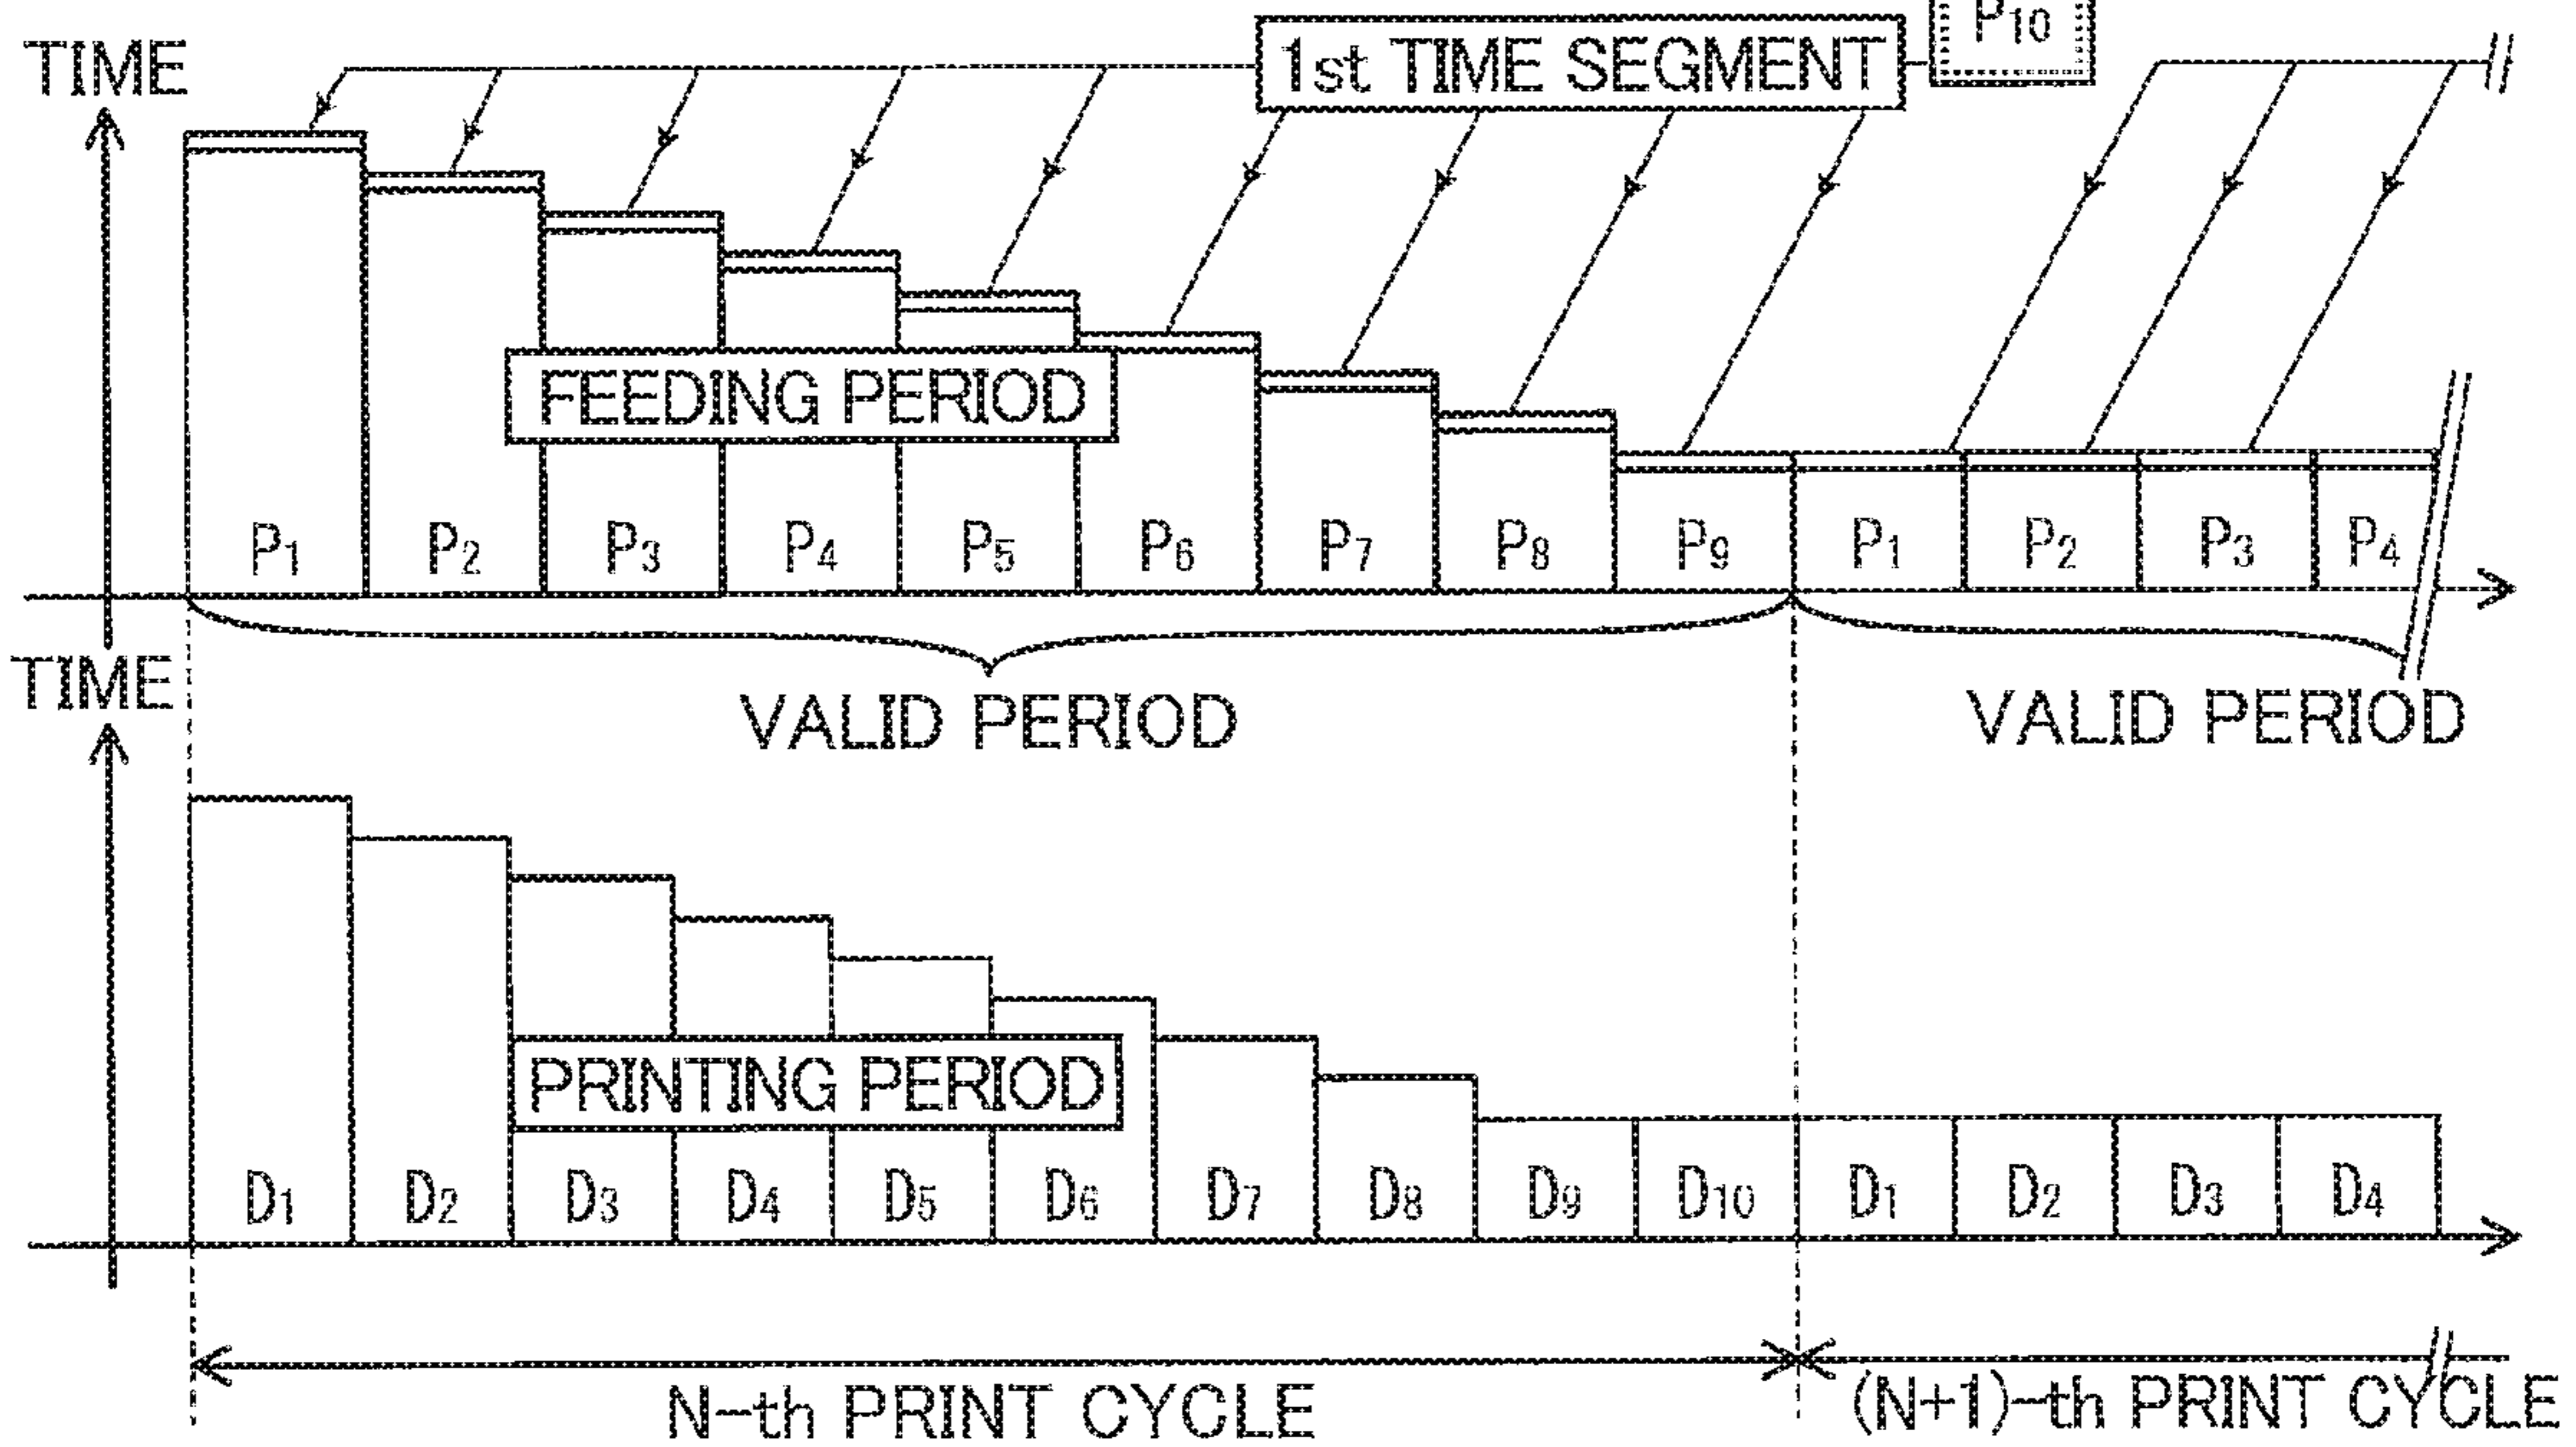 P10
TIME
1st TIME SEGMENT
FEEDING PERIOD
P1 P2 P3 P4 P5 P6 P7 P8 P9 P1 P2 P3 P4
TIME
VALID PERIOD VALID PERIOD
PRINTING PERIOD
D1 D2 D3 D4 D5 D6 D7 D8 D9 D10 D1 D2 D3 D4
N-th PRINT CYCLE (N+1)-th PRINT CYCLE